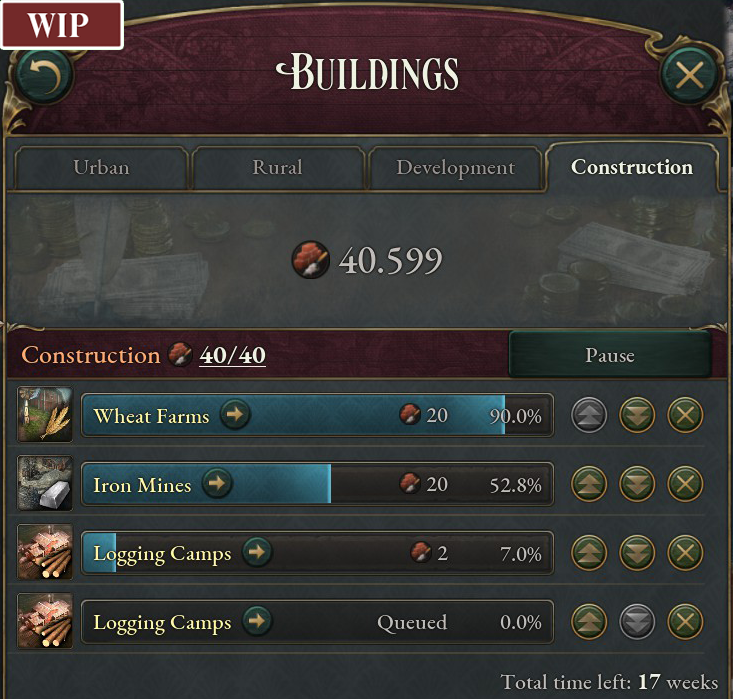 WIP
BUILDINGS
Urban Rural Development Construction
40.599
Construction 40/40 Pause
Wheat Farms 20 90.0%
Iron Mines 20 52.8%
Logging Camps 2 7.0%
Logging Camps Queued 0.0%
Total time left: 17 weeks